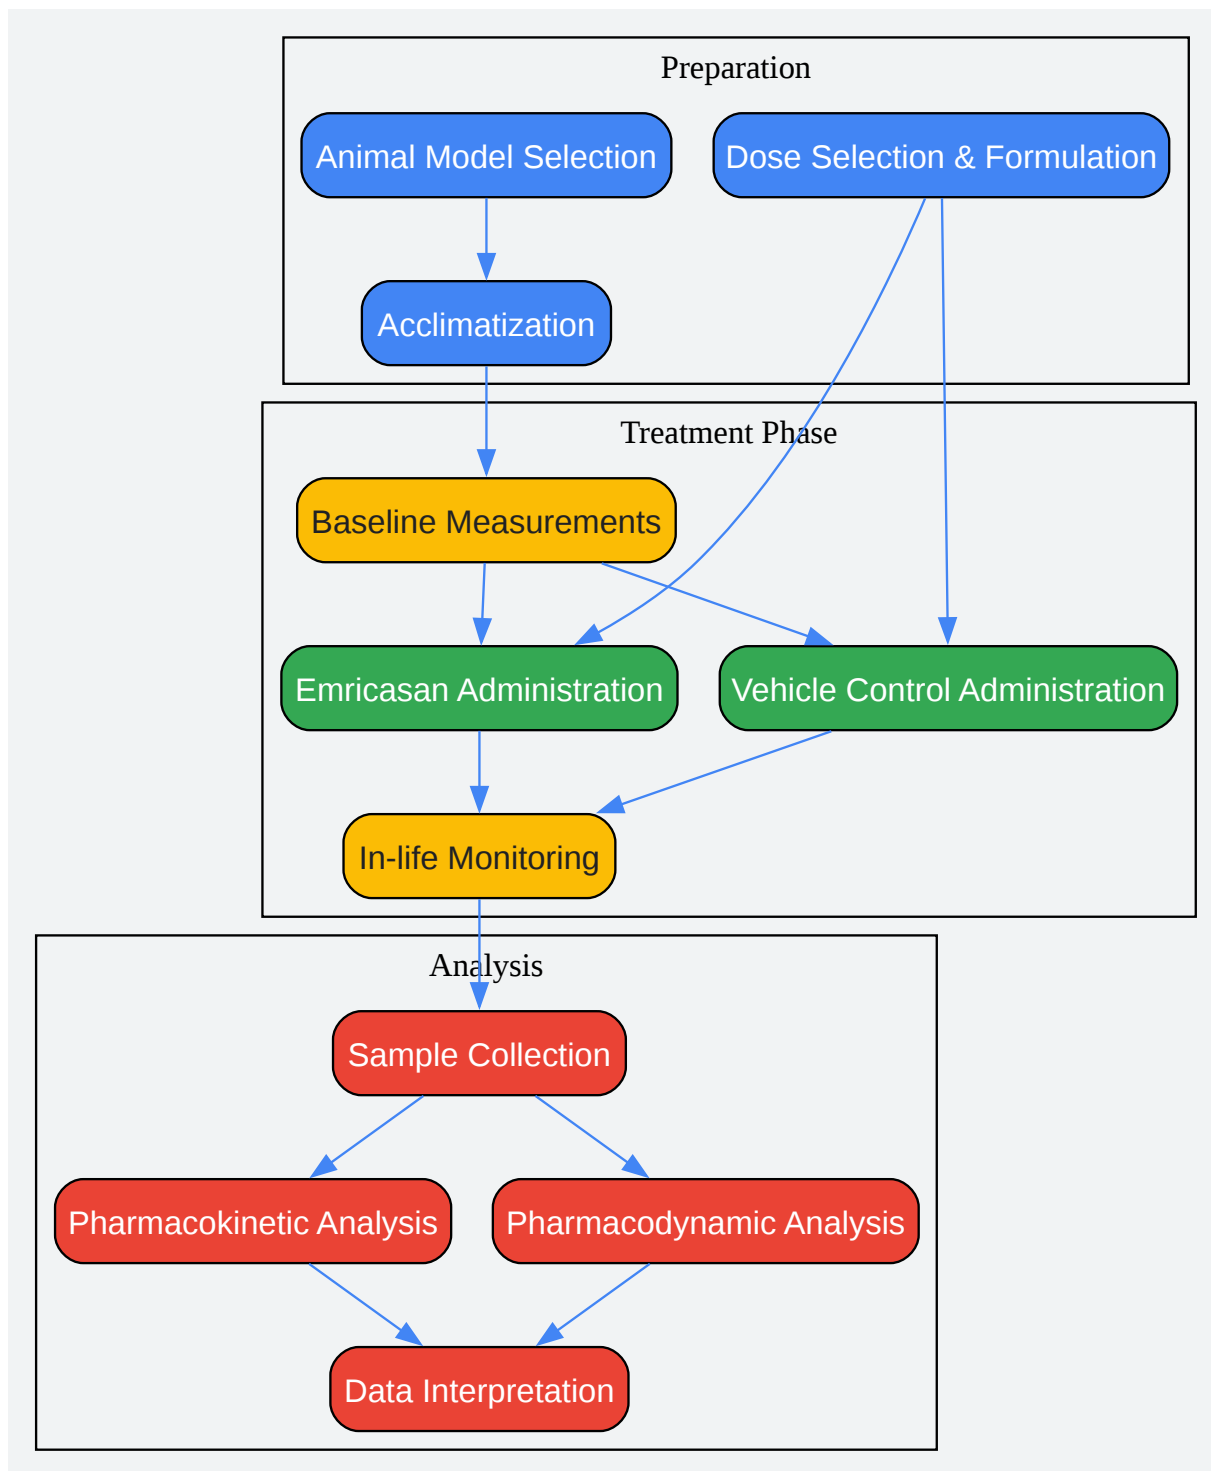 Preparation
Animal Model Selection
Dose Selection & Formulation
Acclimatization
Treatment Phase
Baseline Measurements
Emricasan Administration
Vehicle Control Administration
In-life Monitoring
Analysis
Sample Collection
Pharmacokinetic Analysis
Pharmacodynamic Analysis
Data Interpretation